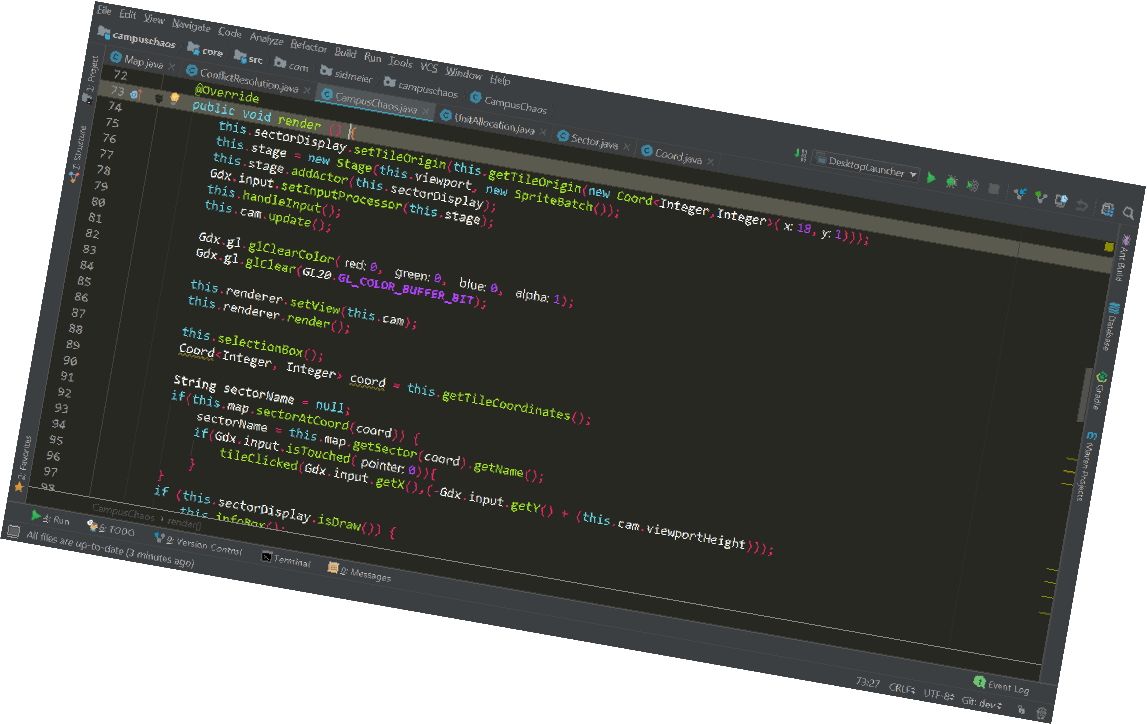 File Edit View Navigate Code Analyze Refactor Build Run Tools VCS Window Help
campuschaos core src com sidmeier campuschaos CampusChaos
Map.java ConflictResolution.java CampusChaos.java UnitAllocation.java Sector.java Coord.java
DesktopLauncher
1: Project
7: Structure
2: Favorites
72 @Override
73 public void render () {
74 this.sectorDisplay.setTileOrigin(this.getTileOrigin(new Coord<Integer,Integer>( x: 18, y: 1)));
75 this.stage = new Stage(this.viewport, new SpriteBatch());
76 this.stage.addActor(this.sectorDisplay);
77 Gdx.input.setInputProcessor(this.stage);
78 this.handleInput();
79 this.cam.update();
80
81 Gdx.gl.glClearColor( red: 0, green: 0, blue: 0, alpha: 1);
82 Gdx.gl.glClear(GL20.GL_COLOR_BUFFER_BIT);
83
84 this.renderer.setView(this.cam);
85 this.renderer.render();
86
87 this.selectionBox();
88 Coord<Integer, Integer> coord = this.getTileCoordinates();
89
90 String sectorName = null;
91 if(this.map.sectorAtCoord(coord)) {
92 sectorName = this.map.getSector(coord).getName();
93 if(Gdx.input.isTouched( pointer: 0)){
94 tileClicked(Gdx.input.getX(),(-Gdx.input.getY() + (this.cam.viewportHeight)));
95 }
96 }
97 if (this.sectorDisplay.isDraw()) {
98 this.infoBox();
CampusChaos › render()
Ant Build
Database
Gradle
Maven Projects
4: Run 6: TODO 9: Version Control Terminal 0: Messages Event Log
All files are up-to-date (3 minutes ago) 73:27 CRLF UTF-8 Git: dev